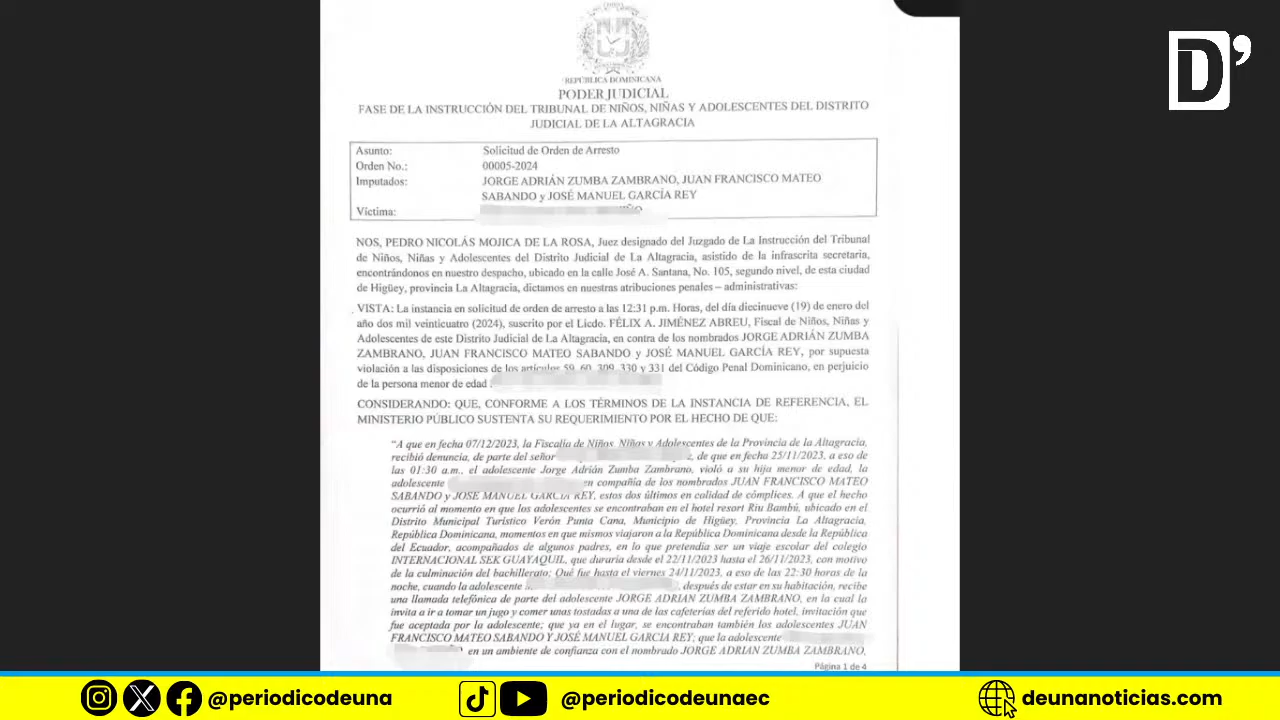 D'
REPÚBLICA DOMINICANA
PODER JUDICIAL
FASE DE LA INSTRUCCIÓN DEL TRIBUNAL DE NIÑOS, NIÑAS Y ADOLESCENTES DEL DISTRITO
JUDICIAL DE LA ALTAGRACIA
Asunto: Solicitud de Orden de Arresto
Orden No.: 00005-2024
Imputados: JORGE ADRIÁN ZUMBA ZAMBRANO, JUAN FRANCISCO MATEO
SABANDO y JOSÉ MANUEL GARCÍA REY
Víctima:
NOS, PEDRO NICOLÁS MOJICA DE LA ROSA, Juez designado del Juzgado de La Instrucción del Tribunal
de Niños, Niñas y Adolescentes del Distrito Judicial de La Altagracia, asistido de la infrascrita secretaria,
encontrándonos en nuestro despacho, ubicado en la calle José A. Santana, No. 105, segundo nivel, de esta ciudad
de Higüey, provincia La Altagracia, dictamos en nuestras atribuciones penales – administrativas:
VISTA: La instancia en solicitud de orden de arresto a las 12:31 p.m. Horas, del día diecinueve (19) de enero del
año dos mil veinticuatro (2024), suscrito por el Licdo. FÉLIX A. JIMÉNEZ ABREU, Fiscal de Niños, Niñas y
Adolescentes de este Distrito Judicial de La Altagracia, en contra de los nombrados JORGE ADRIÁN ZUMBA
ZAMBRANO, JUAN FRANCISCO MATEO SABANDO y JOSÉ MANUEL GARCÍA REY, por supuesta
violación a las disposiciones de los artículos 59, 60, 309, 330 y 331 del Código Penal Dominicano, en perjuicio
de la persona menor de edad
CONSIDERANDO: QUE, CONFORME A LOS TÉRMINOS DE LA INSTANCIA DE REFERENCIA, EL
MINISTERIO PÚBLICO SUSTENTA SU REQUERIMIENTO POR EL HECHO DE QUE:
"A que en fecha 07/12/2023, la Fiscalía de Niños, Niñas y Adolescentes de la Provincia de la Altagracia,
recibió denuncia, de parte del señor de que en fecha 25/11/2023, a eso de
las 01:30 a.m., el adolescente Jorge Adrián Zumba Zambrano, violó a su hija menor de edad, la
adolescente en compañía de los nombrados JUAN FRANCISCO MATEO
SABANDO y JOSÉ MANUEL GARCÍA REY, estos dos últimos en calidad de cómplices. A que el hecho
ocurrió al momento en que los adolescentes se encontraban en el hotel resort Riu Bambú, ubicado en el
Distrito Municipal Turístico Verón Punta Cana, Municipio de Higüey, Provincia La Altagracia,
República Dominicana, momentos en que mismos viajaron a la República Dominicana desde la República
del Ecuador, acompañados de algunos padres, en lo que pretendía ser un viaje escolar del colegio
INTERNACIONAL SEK GUAYAQUIL, que duraría desde el 22/11/2023 hasta el 26/11/2023, con motivo
de la culminación del bachillerato; Qué fue hasta el viernes 24/11/2023, a eso de las 22:30 horas de la
noche, cuando la adolescente , después de estar en su habitación, recibe
una llamada telefónica de parte del adolescente JORGE ADRIAN ZUMBA ZAMBRANO, en la cual la
invita a ir a tomar un jugo y comer unas tostadas a una de las cafeterías del referido hotel, invitación que
fue aceptada por la adolescente; que ya en el lugar, se encontraban también los adolescentes JUAN
FRANCISCO MATEO SABANDO Y JOSÉ MANUEL GARCIA REY; que la adolescente
en un ambiente de confianza con el nombrado JORGE ADRIAN ZUMBA ZAMBRANO,
Página 1 de 4
@periodicodeuna
@periodicodeunaec
deunanoticias.com